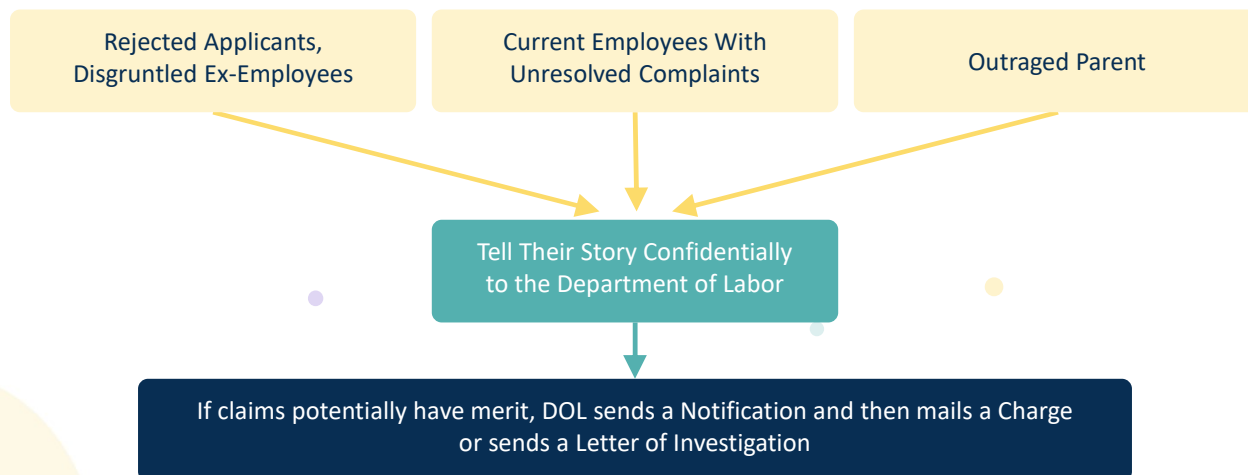 Rejected Applicants,
Disgruntled Ex-Employees
Current Employees With
Unresolved Complaints
Outraged Parent
Tell Their Story Confidentially
to the Department of Labor
If claims potentially have merit, DOL sends a Notification and then mails a Charge
or sends a Letter of Investigation